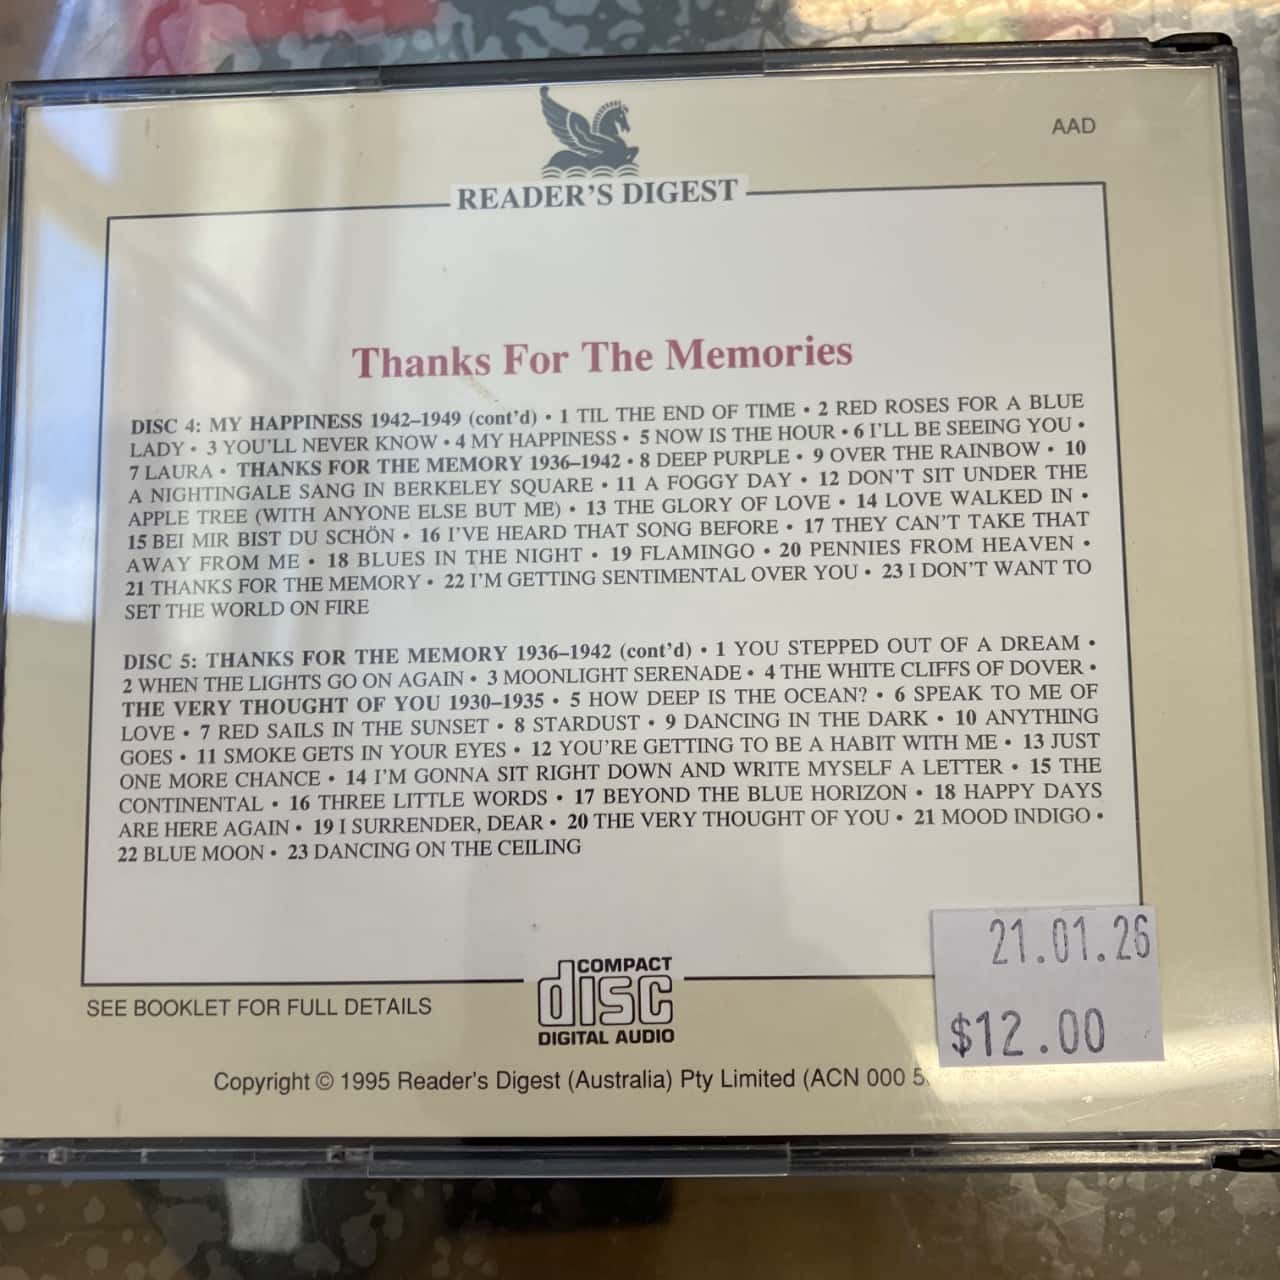 AAD
READER'S DIGEST
Thanks For The Memories
DISC 4: MY HAPPINESS 1942–1949 (cont'd) • 1 TIL THE END OF TIME • 2 RED ROSES FOR A BLUE
LADY • 3 YOU'LL NEVER KNOW • 4 MY HAPPINESS • 5 NOW IS THE HOUR • 6 I'LL BE SEEING YOU •
7 LAURA • THANKS FOR THE MEMORY 1936–1942 • 8 DEEP PURPLE • 9 OVER THE RAINBOW • 10
A NIGHTINGALE SANG IN BERKELEY SQUARE • 11 A FOGGY DAY • 12 DON'T SIT UNDER THE
APPLE TREE (WITH ANYONE ELSE BUT ME) • 13 THE GLORY OF LOVE • 14 LOVE WALKED IN •
15 BEI MIR BIST DU SCHÖN • 16 I'VE HEARD THAT SONG BEFORE • 17 THEY CAN'T TAKE THAT
AWAY FROM ME • 18 BLUES IN THE NIGHT • 19 FLAMINGO • 20 PENNIES FROM HEAVEN •
21 THANKS FOR THE MEMORY • 22 I'M GETTING SENTIMENTAL OVER YOU • 23 I DON'T WANT TO
SET THE WORLD ON FIRE
DISC 5: THANKS FOR THE MEMORY 1936–1942 (cont'd) • 1 YOU STEPPED OUT OF A DREAM •
2 WHEN THE LIGHTS GO ON AGAIN • 3 MOONLIGHT SERENADE • 4 THE WHITE CLIFFS OF DOVER •
THE VERY THOUGHT OF YOU 1930–1935 • 5 HOW DEEP IS THE OCEAN? • 6 SPEAK TO ME OF
LOVE • 7 RED SAILS IN THE SUNSET • 8 STARDUST • 9 DANCING IN THE DARK • 10 ANYTHING
GOES • 11 SMOKE GETS IN YOUR EYES • 12 YOU'RE GETTING TO BE A HABIT WITH ME • 13 JUST
ONE MORE CHANCE • 14 I'M GONNA SIT RIGHT DOWN AND WRITE MYSELF A LETTER • 15 THE
CONTINENTAL • 16 THREE LITTLE WORDS • 17 BEYOND THE BLUE HORIZON • 18 HAPPY DAYS
ARE HERE AGAIN • 19 I SURRENDER, DEAR • 20 THE VERY THOUGHT OF YOU • 21 MOOD INDIGO •
22 BLUE MOON • 23 DANCING ON THE CEILING
21.01.26
$12.00
SEE BOOKLET FOR FULL DETAILS
COMPACT
disc
DIGITAL AUDIO
Copyright © 1995 Reader's Digest (Australia) Pty Limited (ACN 000 5